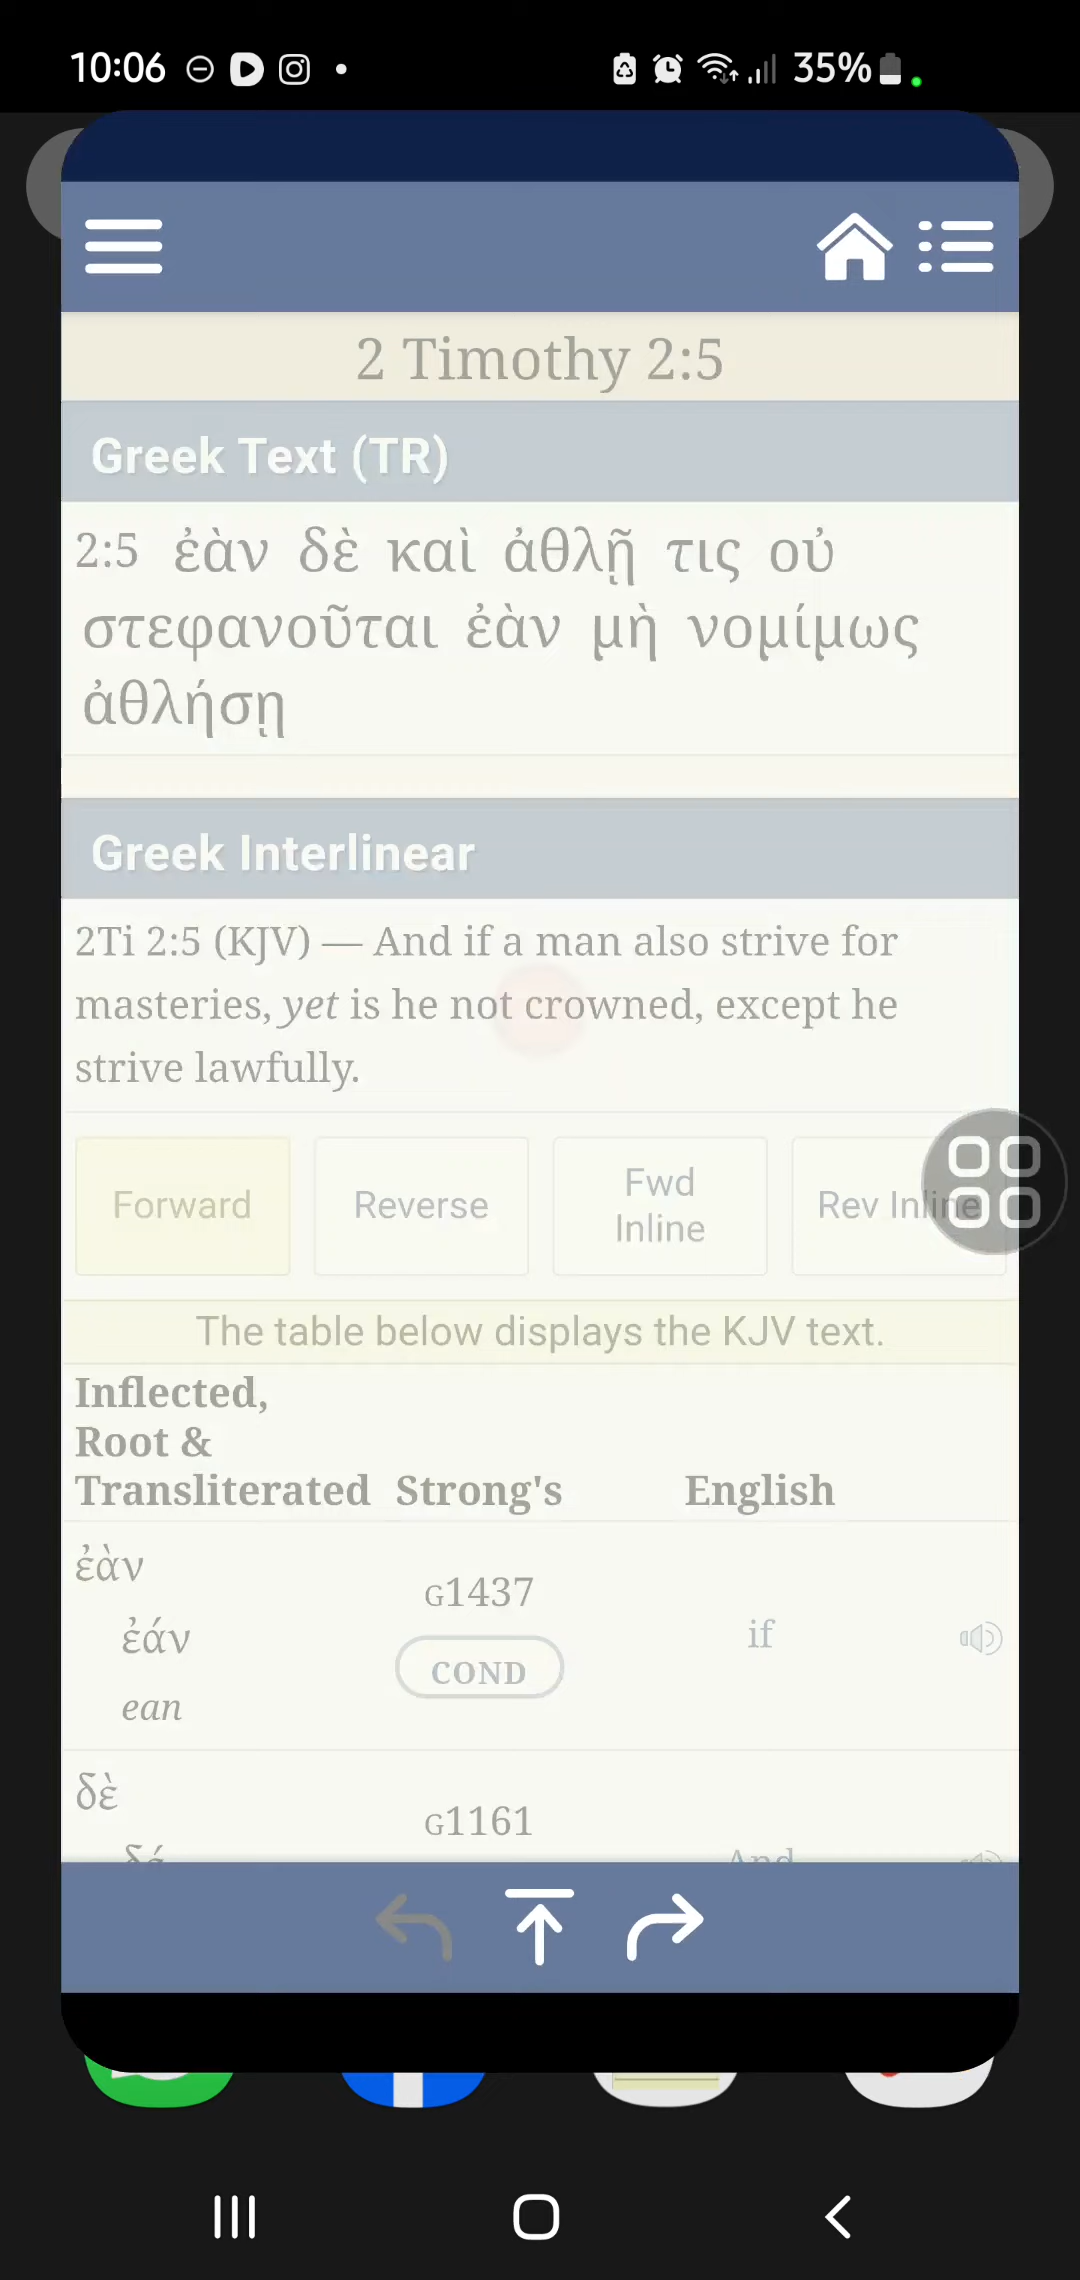 10:06
35%
2 Timothy 2:5
Greek Text (TR)
2:5 ἐὰν δὲ καὶ ἀθλῇ τις οὐ
στεφανοῦται ἐὰν μὴ νομίμως
ἀθλήσῃ
Greek Interlinear
2Ti 2:5 (KJV) — And if a man also strive for
masteries, yet is he not crowned, except he
strive lawfully.
Forward
Reverse
Fwd
Inline
Rev Inline
The table below displays the KJV text.
Inflected,
Root &
Transliterated Strong's English
ἐὰν
G1437
ἐάν
if
COND
ean
δὲ
G1161
δέ
And